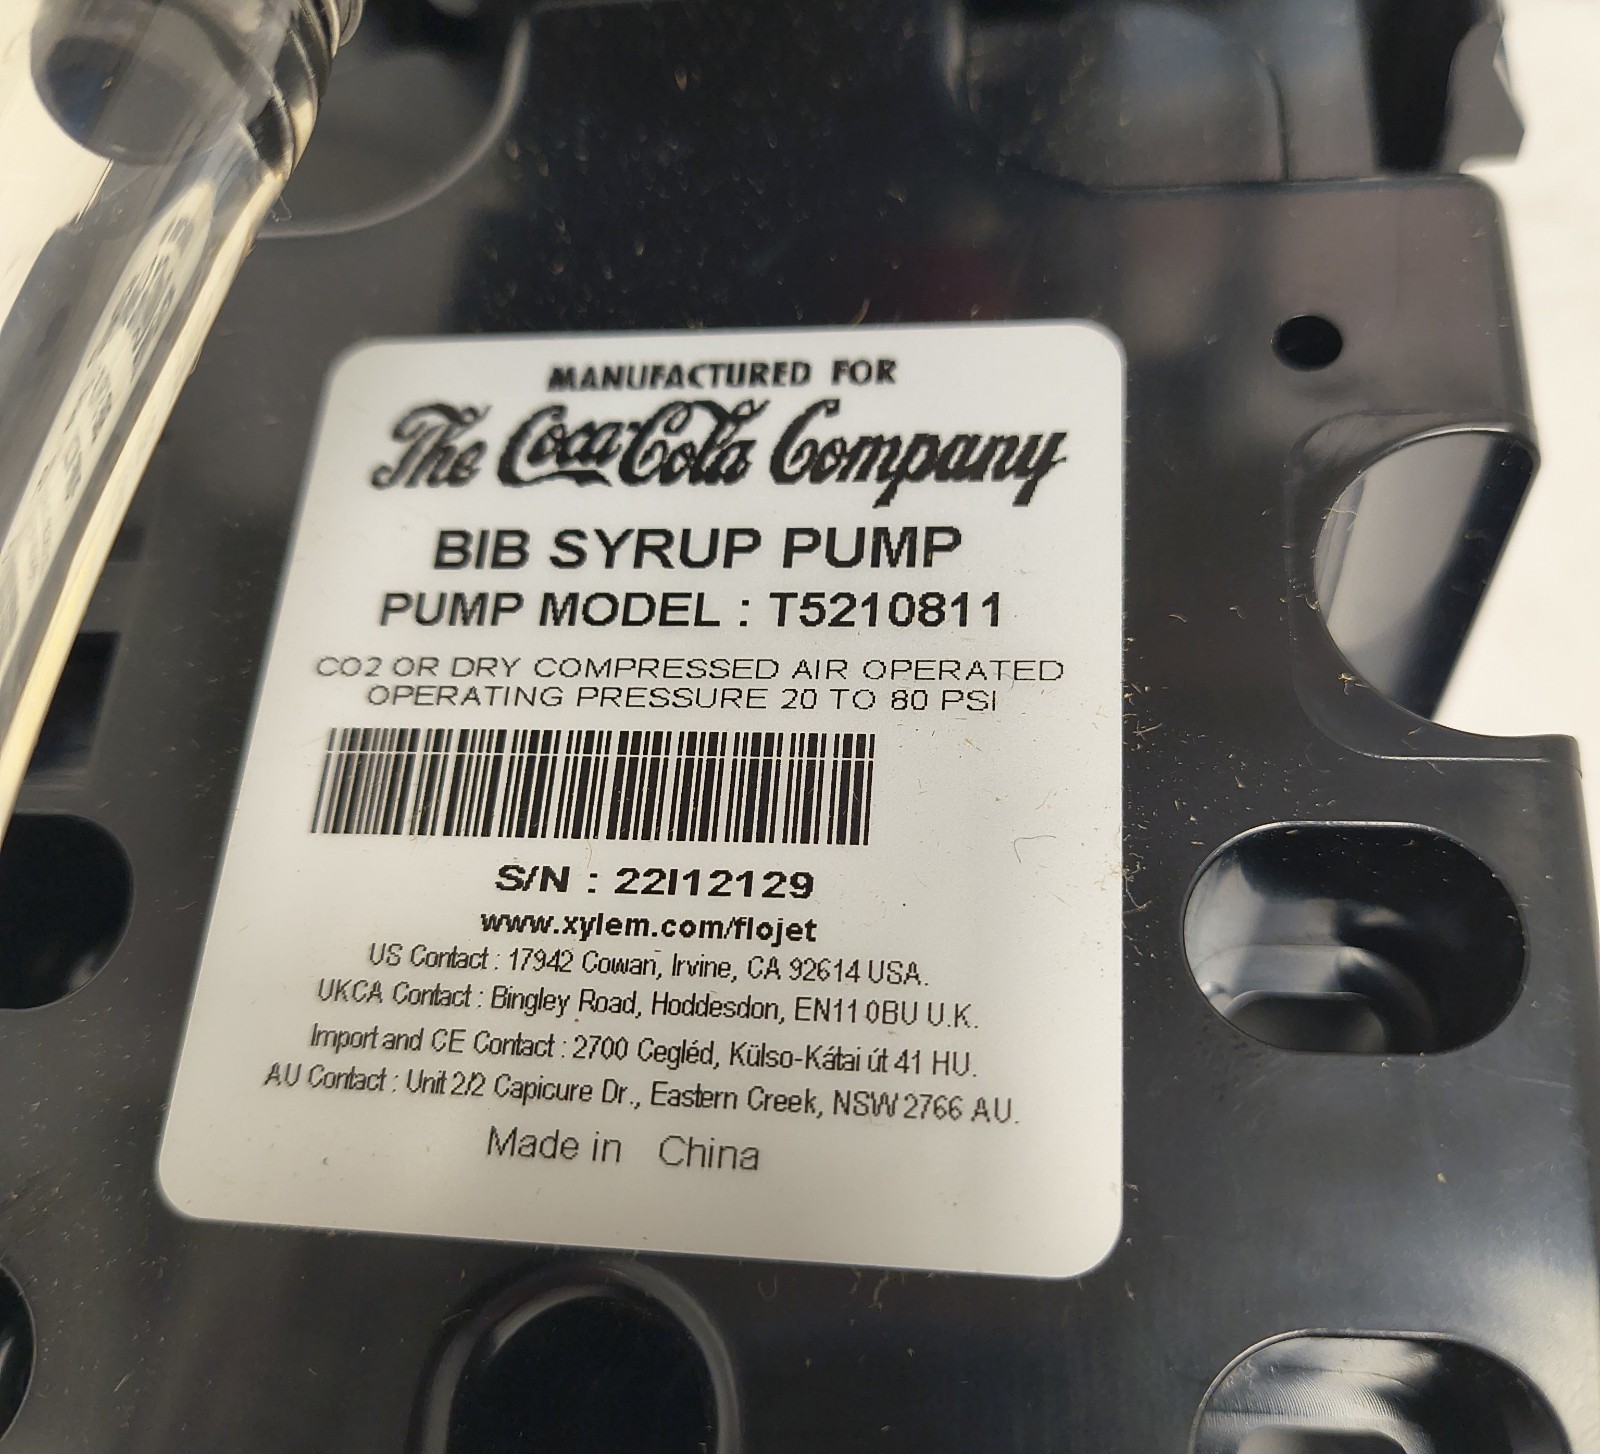 MANUFACTURED FOR
The Coca-Cola Company
BIB SYRUP PUMP
PUMP MODEL : T5210811
CO2 OR DRY COMPRESSED AIR OPERATED
OPERATING PRESSURE 20 TO 80 PSI
S/N : 22I12129
www.xylem.com/flojet
US Contact : 17942 Cowan, Irvine, CA 92614 USA.
UKCA Contact : Bingley Road, Hoddesdon, EN11 0BU U.K.
Import and CE Contact : 2700 Cegléd, Külso-Kátai út 41 HU.
AU Contact : Unit 2/2 Capicure Dr., Eastern Creek, NSW 2766 AU.
Made in China